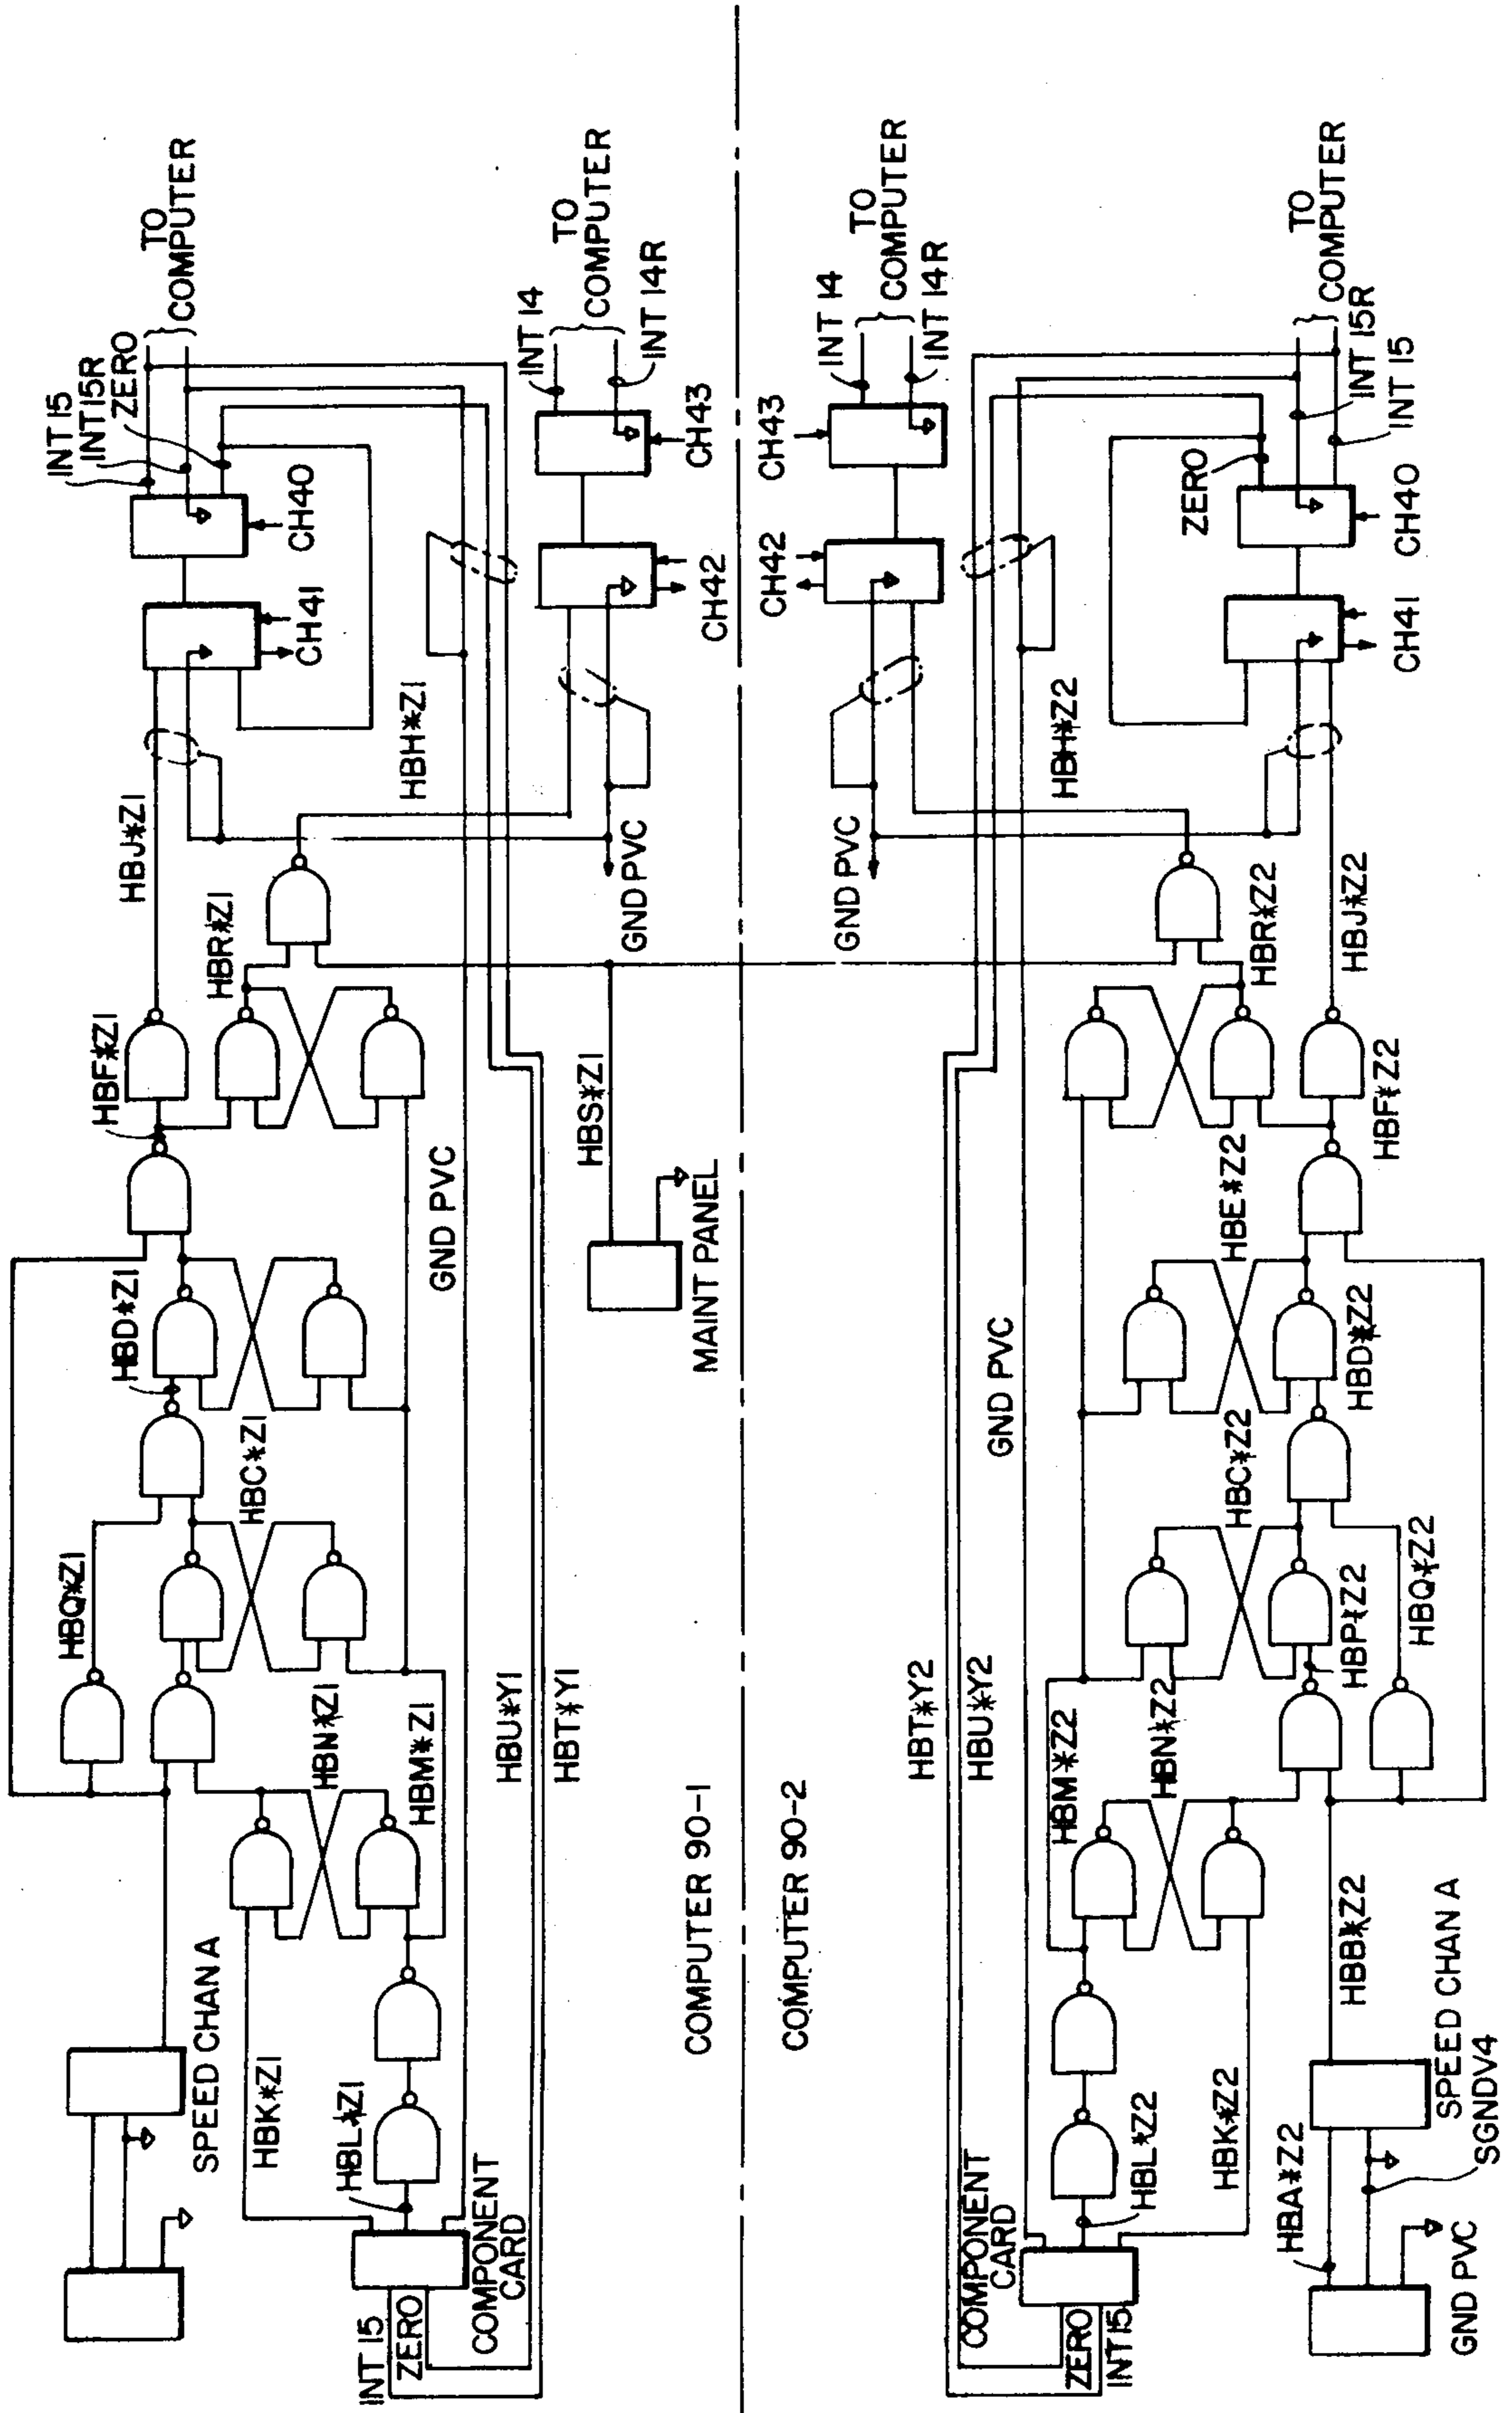 INT 15
INT 15R
ZERO
TO
COMPUTER
CH40
CH41
HBJ*Z1
HBR*Z1
HBF*Z1
HBD*Z1
HBC*Z1
HBQ*Z1
HBN*Z1
HBM*Z1
SPEED CHAN A
HBK*Z1
HBL*Z1
COMPONENT
CARD
INT 15
ZERO
HBH*Z1
GND PVC
HBU*Y1
HBT*Y1
INT 14
TO
COMPUTER
INT 14R
CH43
CH42
GND PVC
HBS*Z1
MAINT PANEL
COMPUTER 90-1
COMPUTER 90-2
INT 14
TO
COMPUTER
INT 14R
CH43
CH42
GND PVC
HBT*Y2
HBU*Y2
GND PVC
HBH*Z2
COMPONENT
CARD
ZERO
INT 15
HBM*Z2
HBN*Z2
HBL*Z2
HBK*Z2
HBC*Z2
HBE*Z2
HBR*Z2
ZERO
TO
COMPUTER
INT 15R
INT 15
CH40
CH41
HBJ*Z2
HBF*Z2
HBD*Z2
HBP*Z2
HBQ*Z2
HBB*Z2
HBA*Z2
SPEED CHAN A
SGNDV4
GND PVC